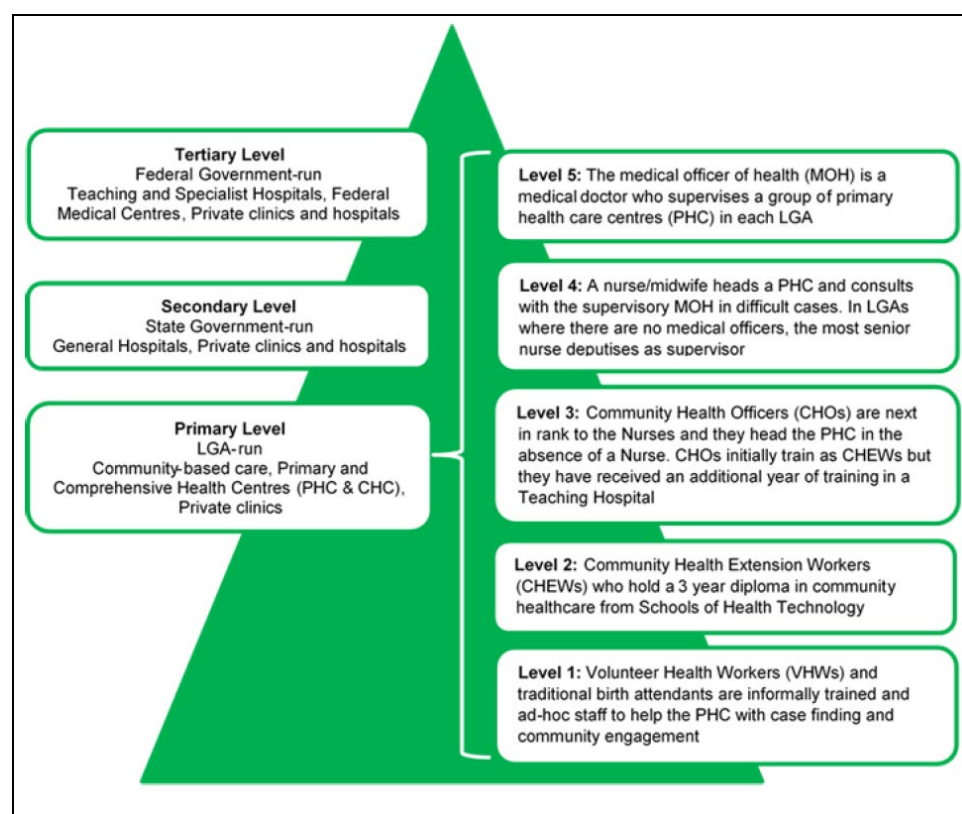 Tertiary Level
Federal Government-run
Teaching and Specialist Hospitals, Federal
Medical Centres, Private clinics and hospitals
Secondary Level
State Government-run
General Hospitals, Private clinics and hospitals
Primary Level
LGA-run
Community-based care, Primary and
Comprehensive Health Centres (PHC & CHC),
Private clinics
Level 5: The medical officer of health (MOH) is a
medical doctor who supervises a group of primary
health care centres (PHC) in each LGA
Level 4: A nurse/midwife heads a PHC and consults
with the supervisory MOH in difficult cases. In LGAs
where there are no medical officers, the most senior
nurse deputises as supervisor
Level 3: Community Health Officers (CHOs) are next
in rank to the Nurses and they head the PHC in the
absence of a Nurse. CHOs initially train as CHEWs but
they have received an additional year of training in a
Teaching Hospital
Level 2: Community Health Extension Workers
(CHEWs) who hold a 3 year diploma in community
healthcare from Schools of Health Technology
Level 1: Volunteer Health Workers (VHWs) and
traditional birth attendants are informally trained and
ad-hoc staff to help the PHC with case finding and
community engagement